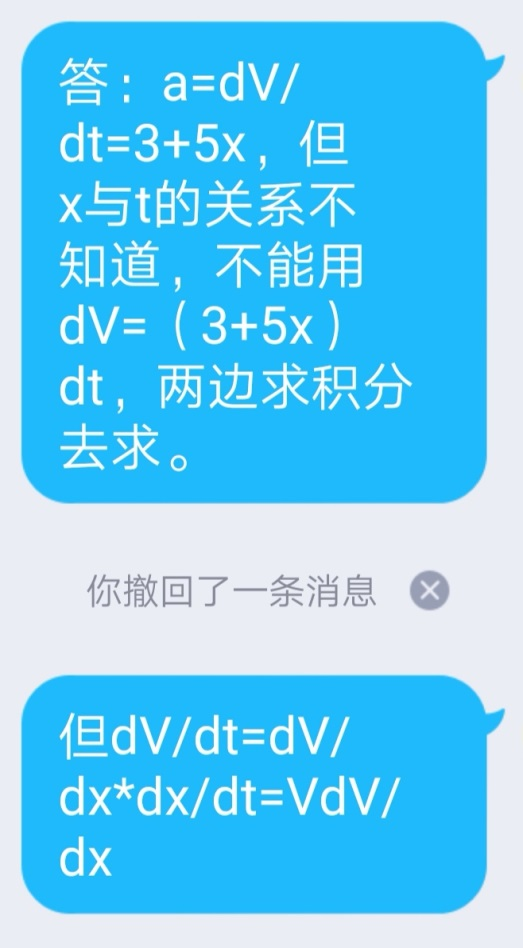 答：a=dV/
dt=3+5x，但
x与t的关系不
知道，不能用
dV=（3+5x）
dt，两边求积分
去求。
你撤回了一条消息
但dV/dt=dV/
dx*dx/dt=VdV/
dx